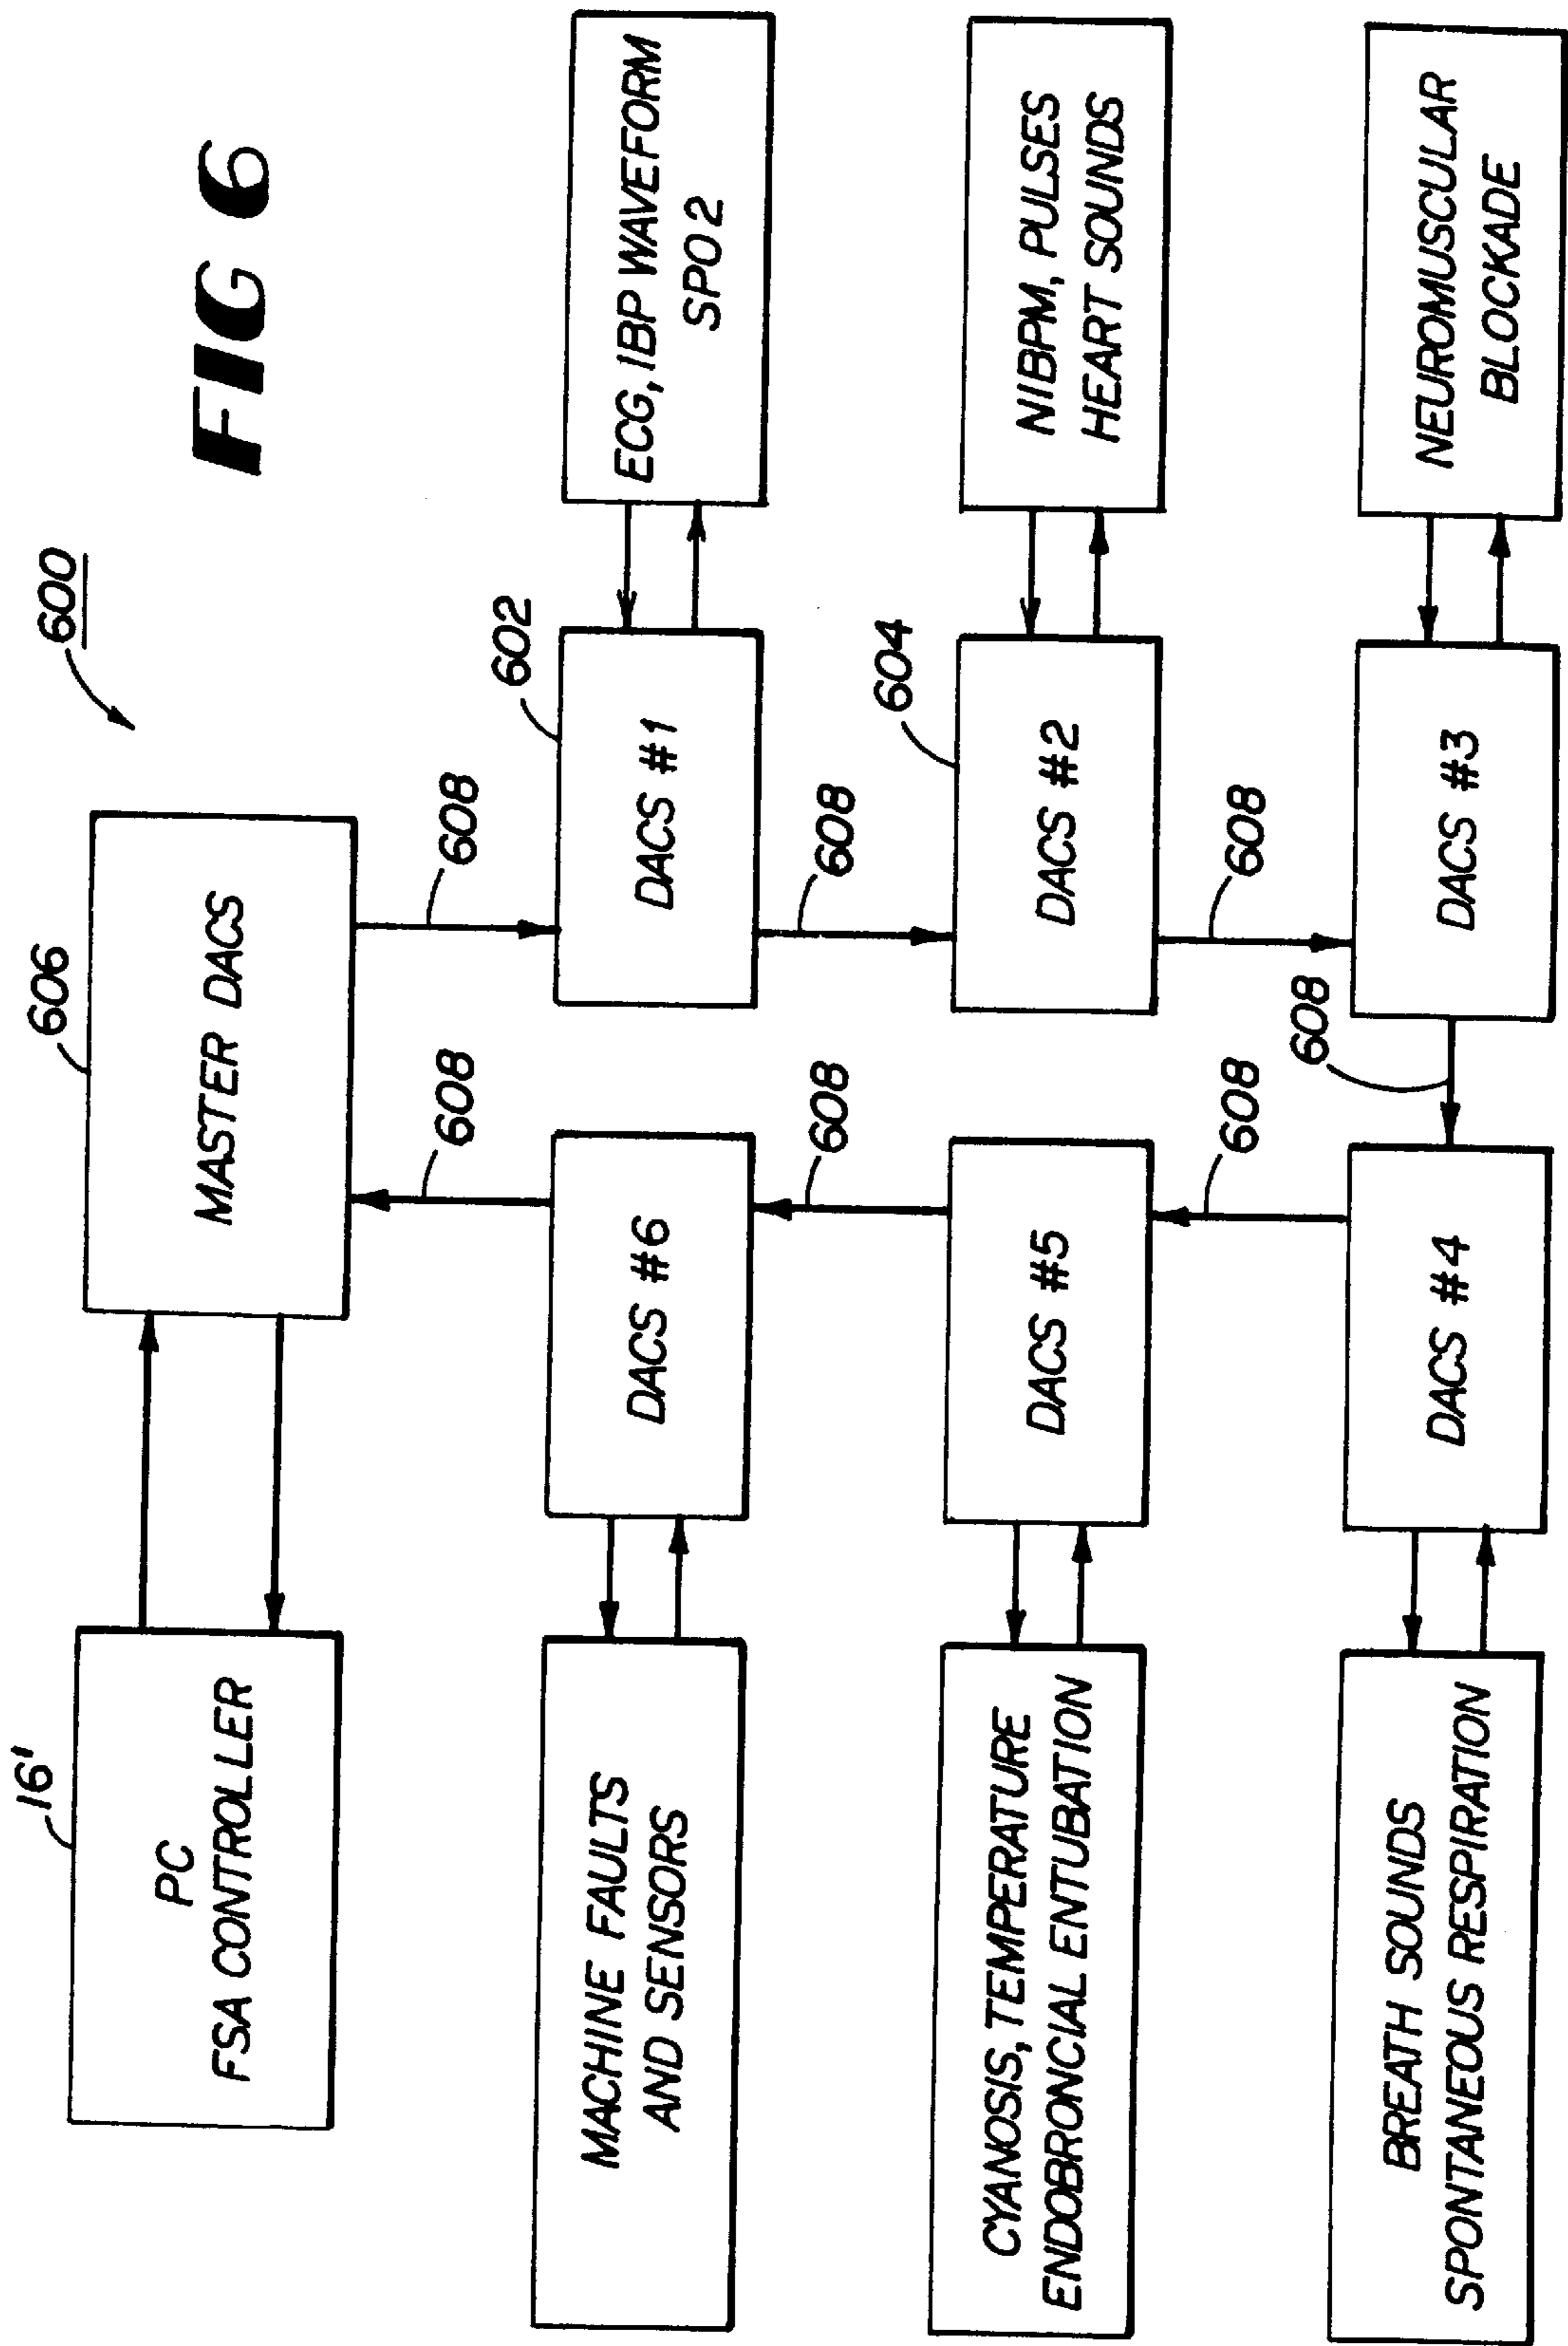 FIG 6
600
16'
PC
FSA CONTROLLER
606
MASTER DACS
608
608
MACHINE FAULTS
AND SENSORS
DACS #6
602
DACS #1
ECG, IBP WAVEFORM
SPO2
608
608
CYANOSIS, TEMPERATURE
ENDOBRONCIAL ENTUBATION
DACS #5
604
DACS #2
NIBPM, PULSES
HEART SOUNDS
608
608
608
BREATH SOUNDS
SPONTANEOUS RESPIRATION
DACS #4
DACS #3
NEUROMUSCULAR
BLOCKADE